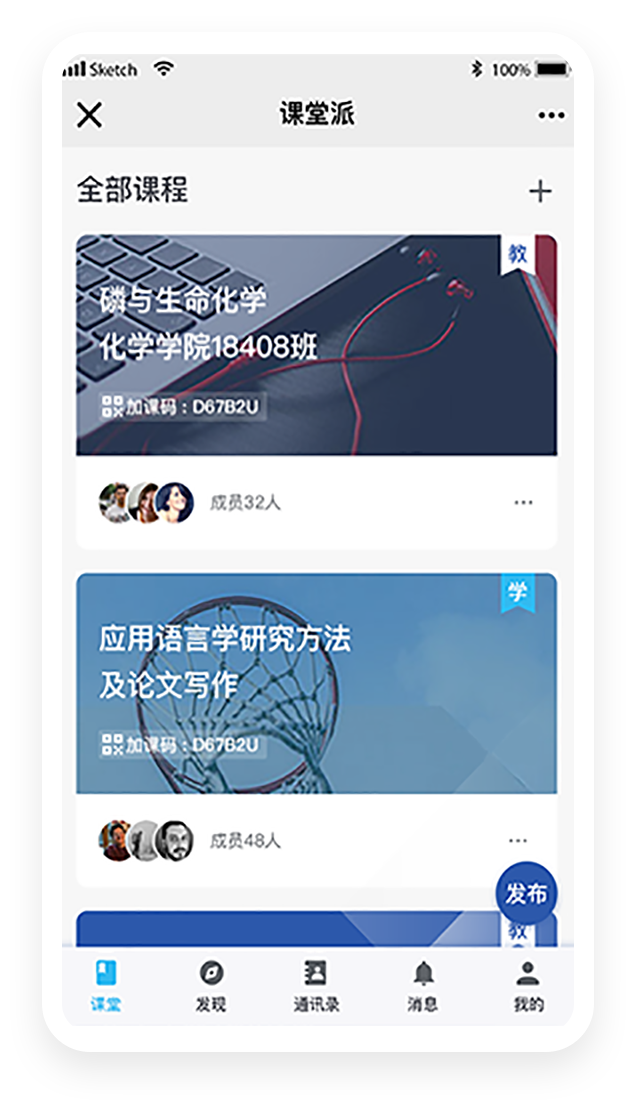 Sketch 100%
课堂派
全部课程
教
磷与生命化学
化学学院18408班
加课码：D67B2U
成员32人
学
应用语言学研究方法
及论文写作
加课码：D67B2U
成员48人
发布
教
课堂 发现 通讯录 消息 我的